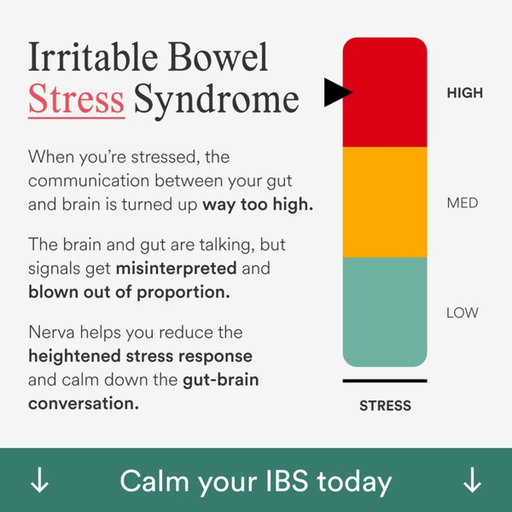 Irritable Bowel
Stress Syndrome
When you're stressed, the
communication between your gut
and brain is turned up way too high.
The brain and gut are talking, but
signals get misinterpreted and
blown out of proportion.
Nerva helps you reduce the
heightened stress response
and calm down the gut-brain
conversation.
HIGH
MED
LOW
STRESS
↓ Calm your IBS today ↓